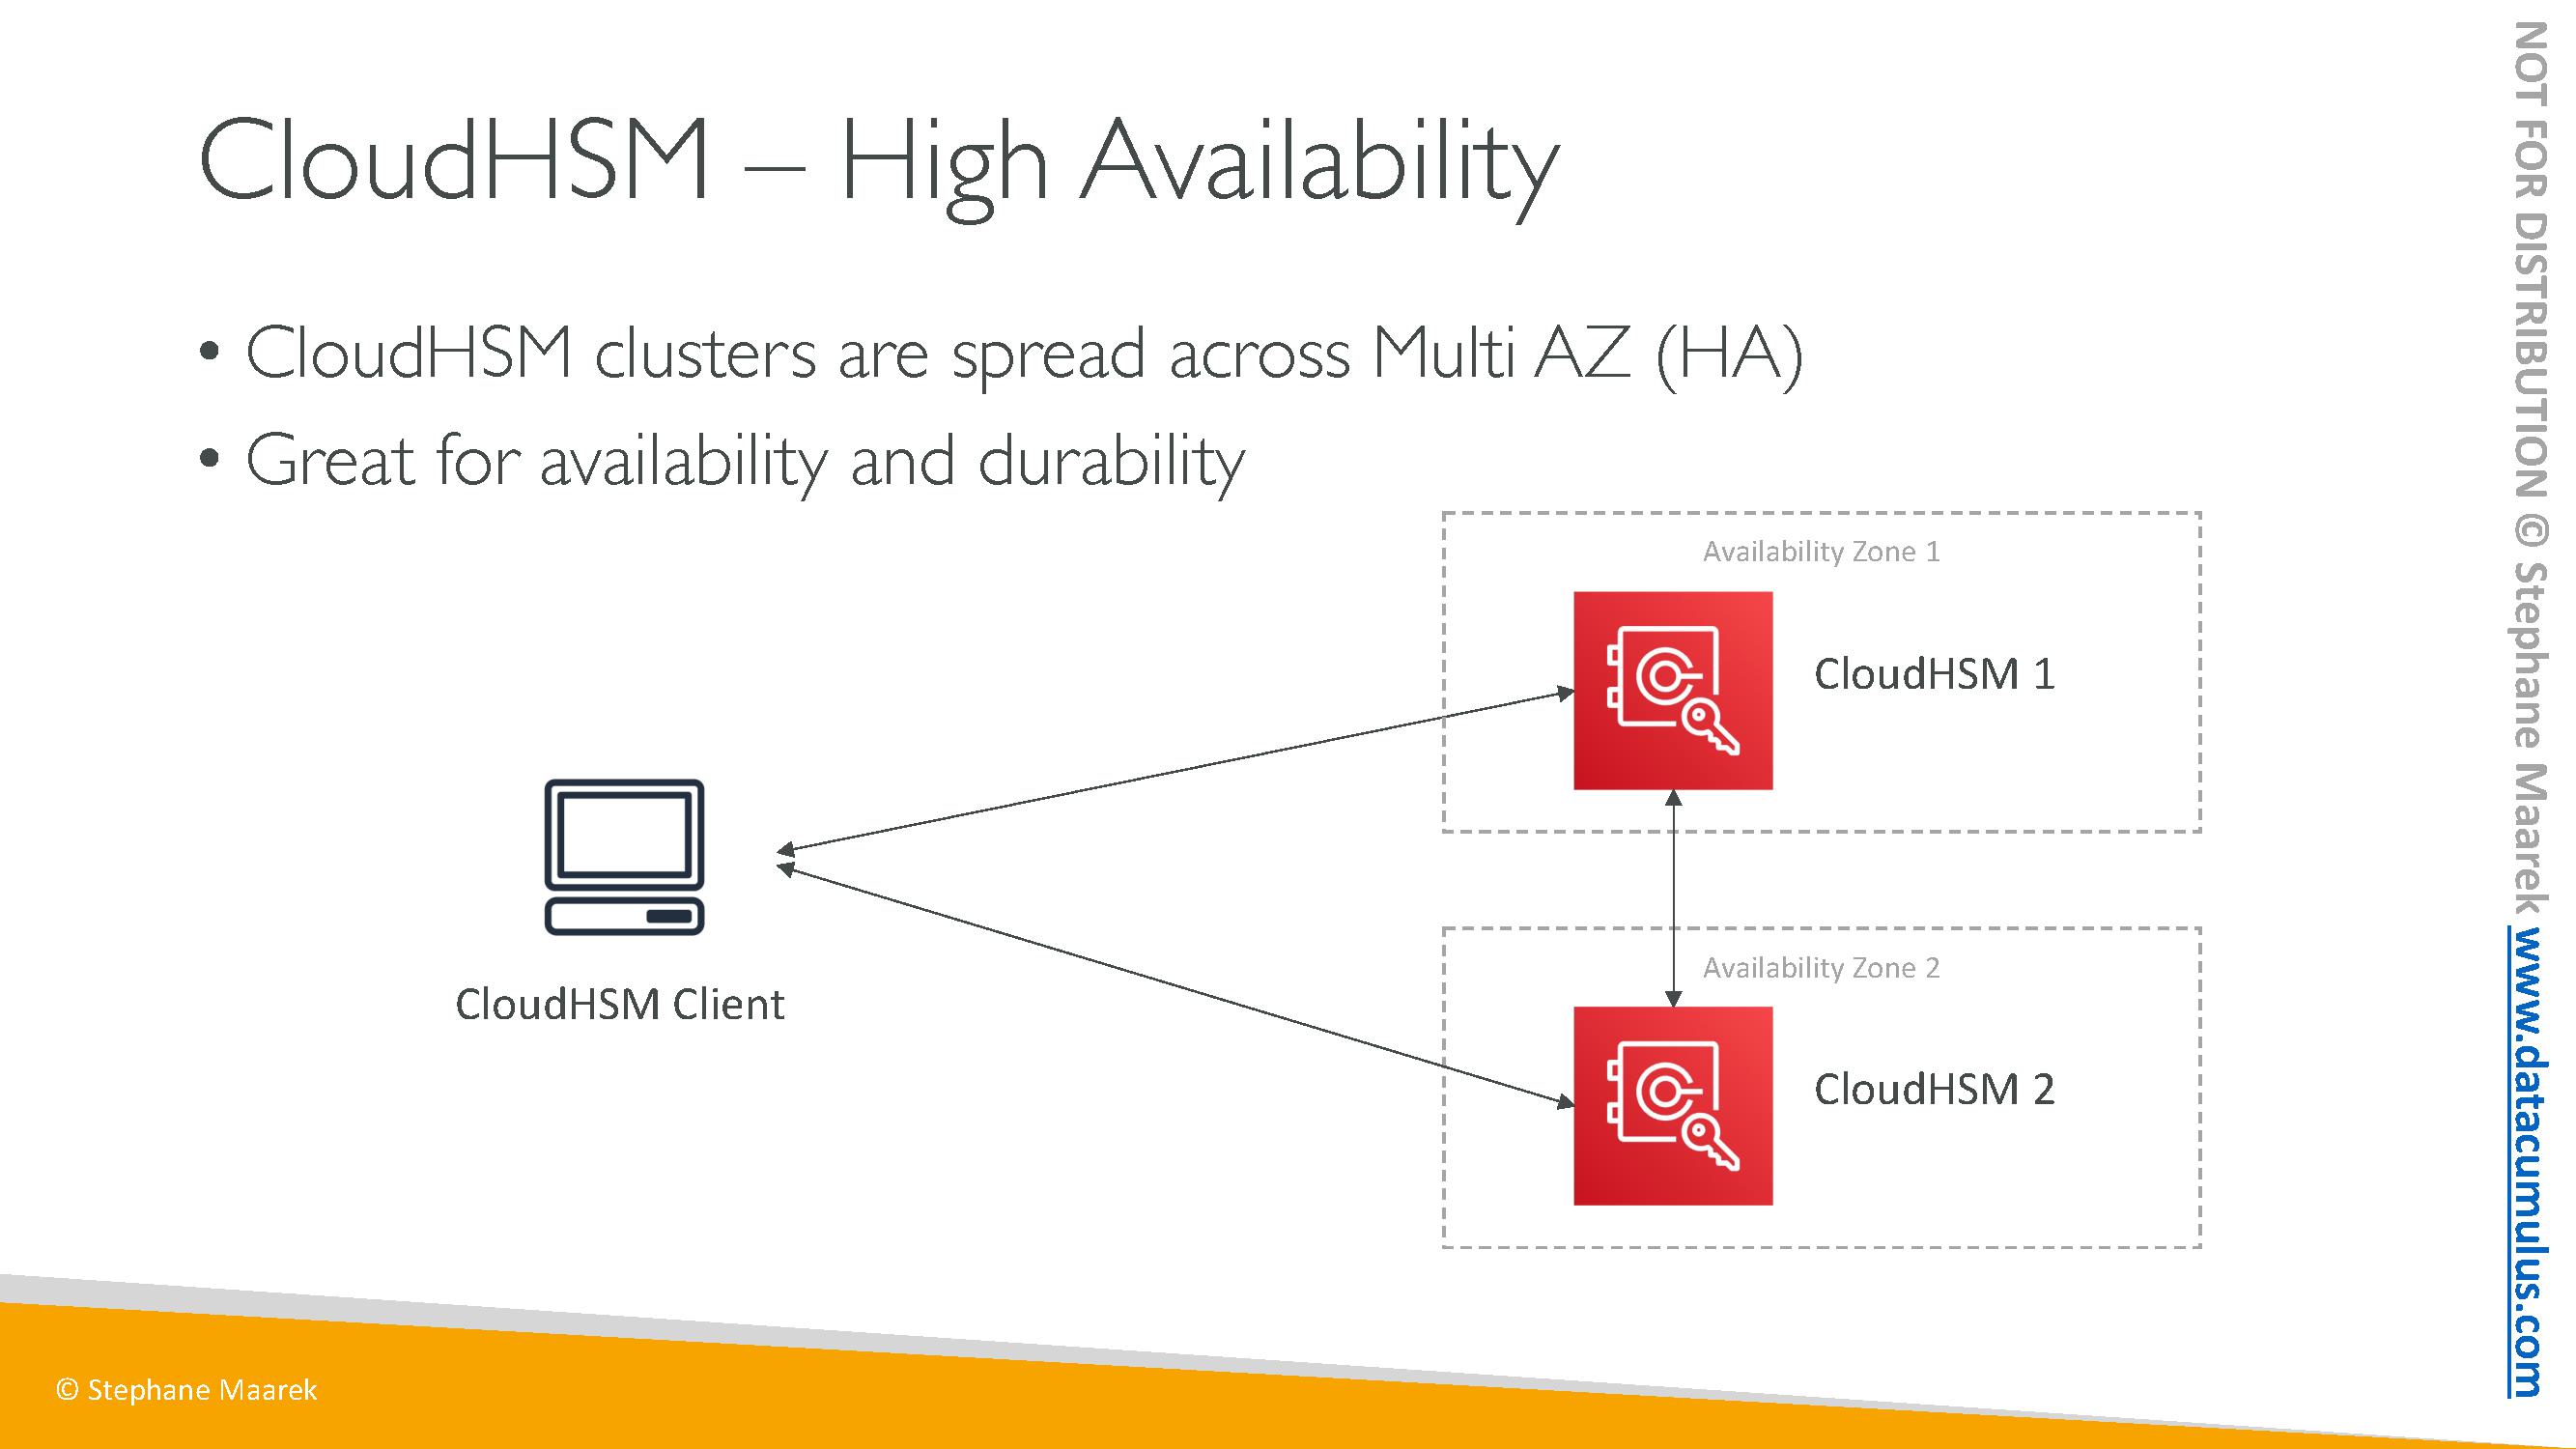 CloudHSM – High Availability
• CloudHSM clusters are spread across Multi AZ (HA)
• Great for availability and durability
Availability Zone 1
CloudHSM 1
CloudHSM Client
Availability Zone 2
CloudHSM 2
© Stephane Maarek
NOT FOR DISTRIBUTION © Stephane Maarek www.datacumulus.com